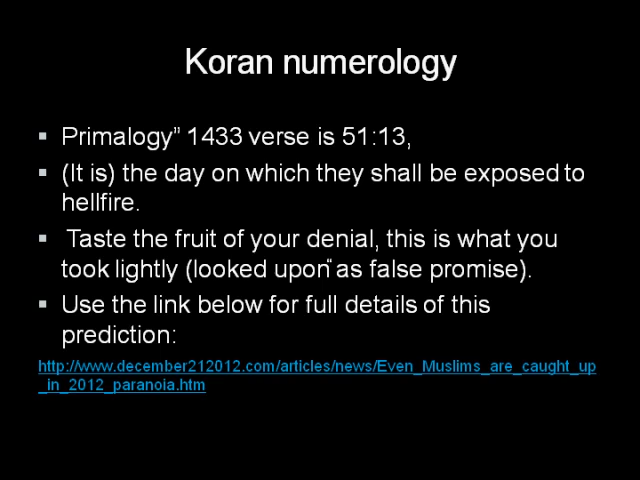 Koran numerology
▪ Primalogy” 1433 verse is 51:13,
▪ (It is) the day on which they shall be exposed to
hellfire.
▪ Taste the fruit of your denial, this is what you
took lightly (looked upon ̈ as false promise).
▪ Use the link below for full details of this
prediction:
http://www.december212012.com/articles/news/Even_Muslims_are_caught_up
_in_2012_paranoia.htm